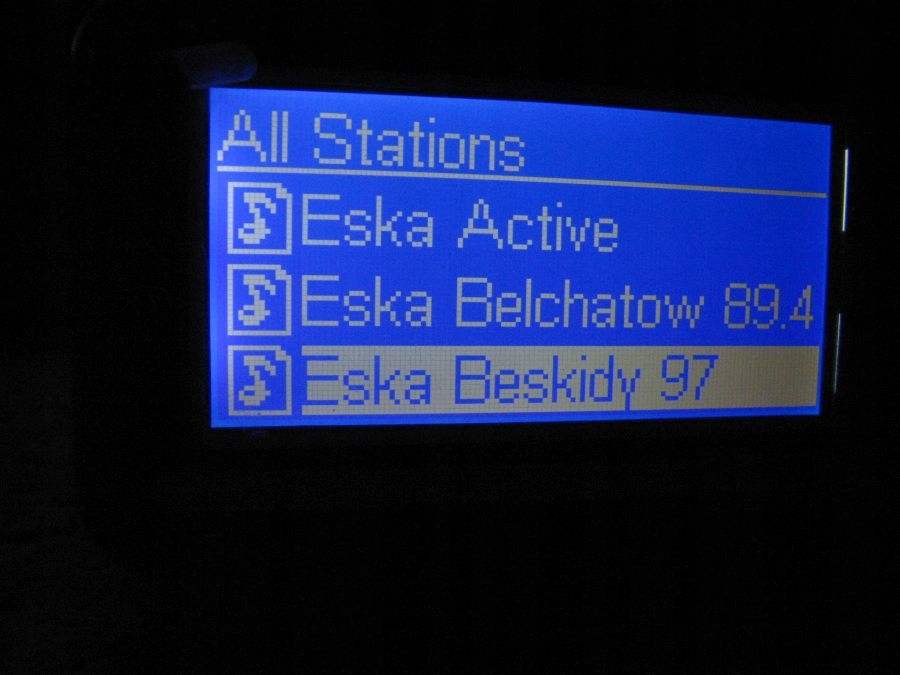 All Stations
Eska Active
Eska Belchatow 89.4
Eska Beskidy 97